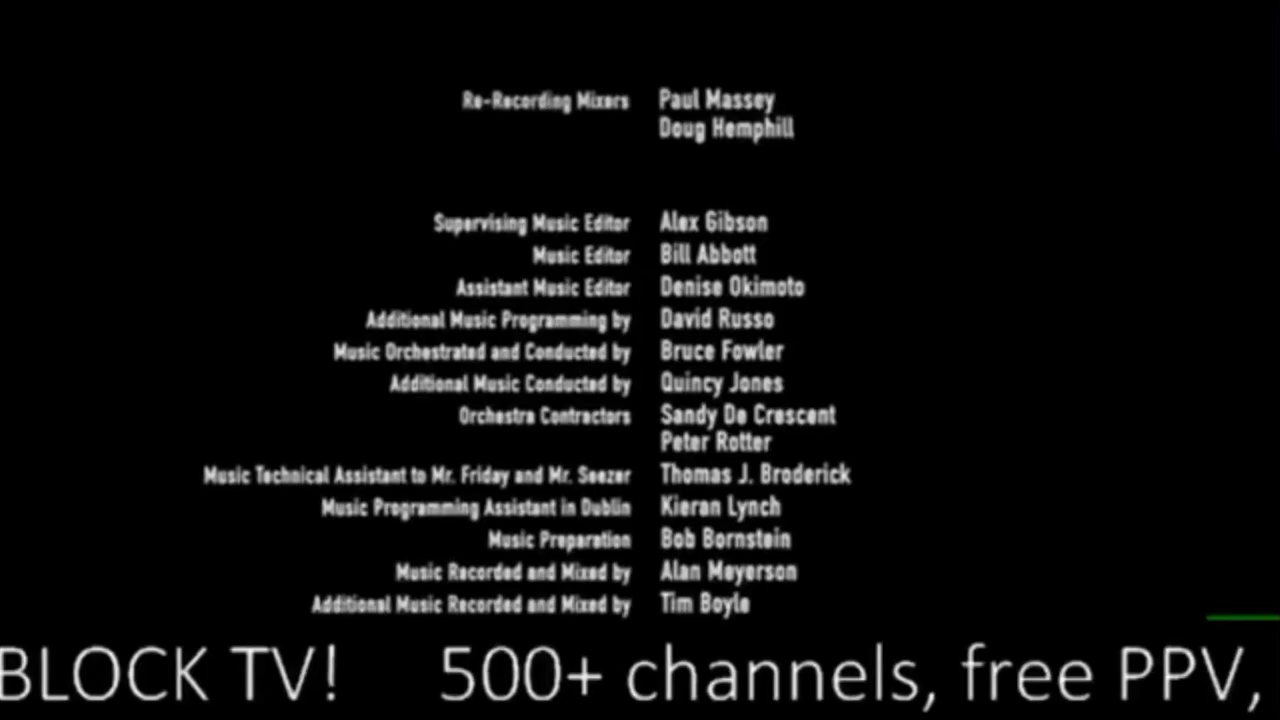 Re-Recording Mixers Paul Massey
Doug Hemphill
Supervising Music Editor Alex Gibson
Music Editor Bill Abbott
Assistant Music Editor Denise Okimoto
Additional Music Programming by David Russo
Music Orchestrated and Conducted by Bruce Fowler
Additional Music Conducted by Quincy Jones
Orchestra Contractors Sandy De Crescent
Peter Rotter
Music Technical Assistant to Mr. Friday and Mr. Seezer Thomas J. Broderick
Music Programming Assistant in Dublin Kieran Lynch
Music Preparation Bob Bornstein
Music Recorded and Mixed by Alan Meyerson
Additional Music Recorded and Mixed by Tim Boyle
BLOCK TV! 500+ channels, free PPV,